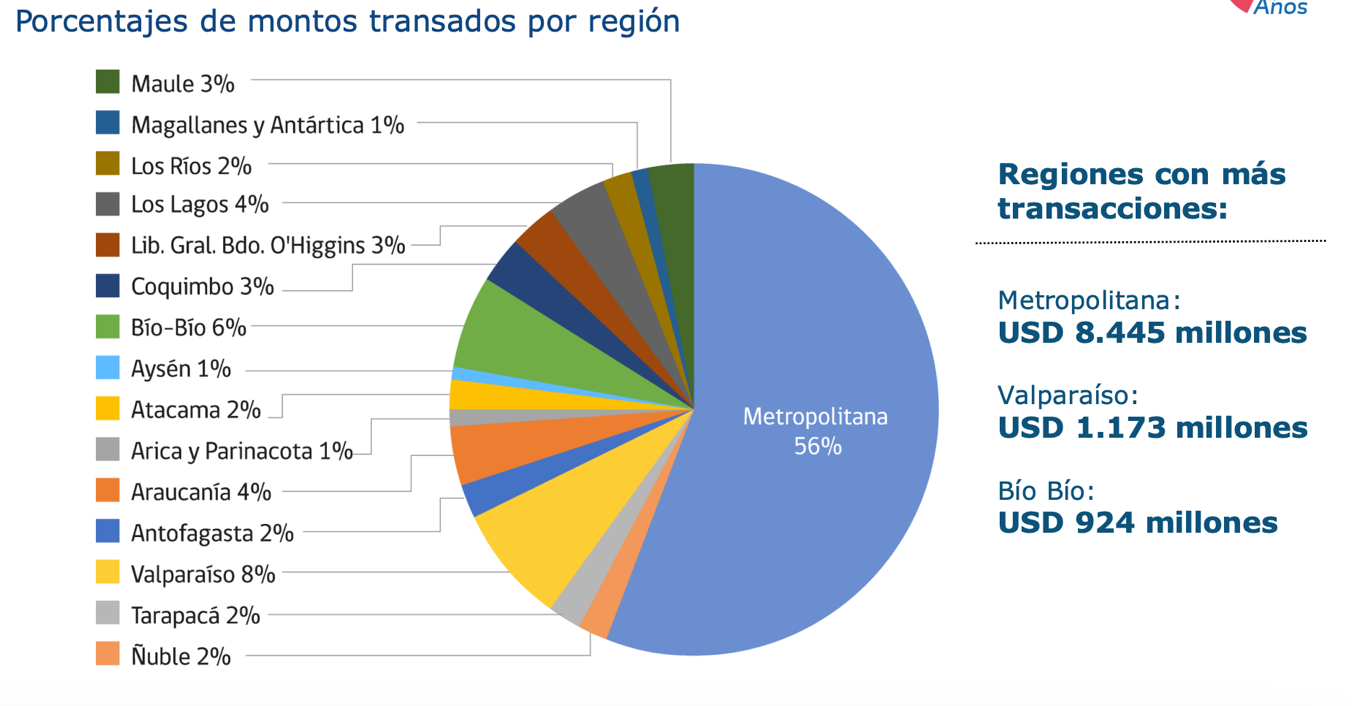 Años
Porcentajes de montos transados por región
Maule 3%
Magallanes y Antártica 1%
Los Ríos 2%
Los Lagos 4%
Lib. Gral. Bdo. O'Higgins 3%
Coquimbo 3%
Bío-Bío 6%
Aysén 1%
Atacama 2%
Arica y Parinacota 1%
Araucanía 4%
Antofagasta 2%
Valparaíso 8%
Tarapacá 2%
Ñuble 2%
Metropolitana
56%
Regiones con más
transacciones:
Metropolitana:
USD 8.445 millones
Valparaíso:
USD 1.173 millones
Bío Bío:
USD 924 millones